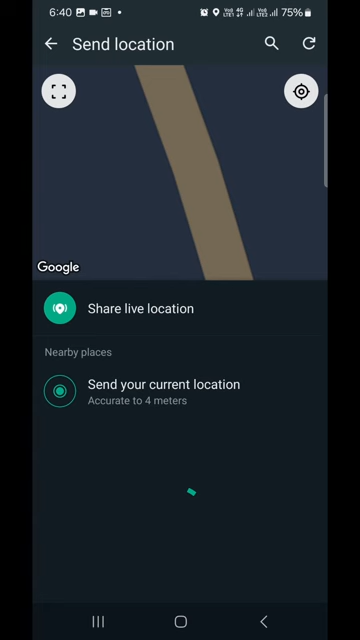 6:40 75%
Send location
Google
Share live location
Nearby places
Send your current location
Accurate to 4 meters